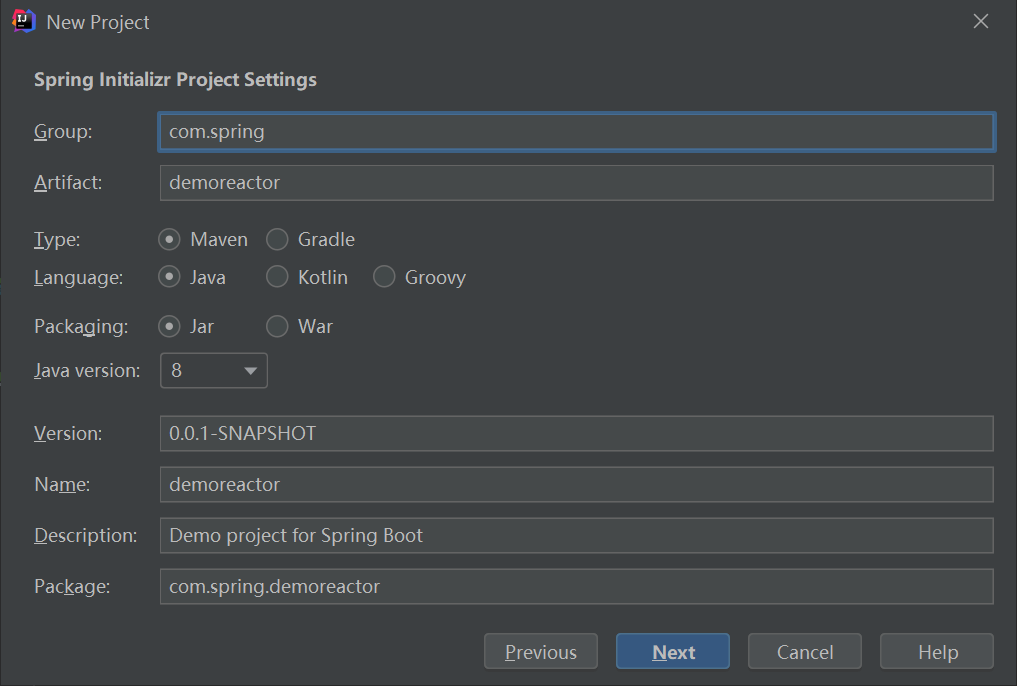 New Project
Spring Initializr Project Settings
Group: com.spring
Artifact: demoreactor
Type: Maven Gradle
Language: Java Kotlin Groovy
Packaging: Jar War
Java version: 8
Version: 0.0.1-SNAPSHOT
Name: demoreactor
Description: Demo project for Spring Boot
Package: com.spring.demoreactor
Previous Next Cancel Help